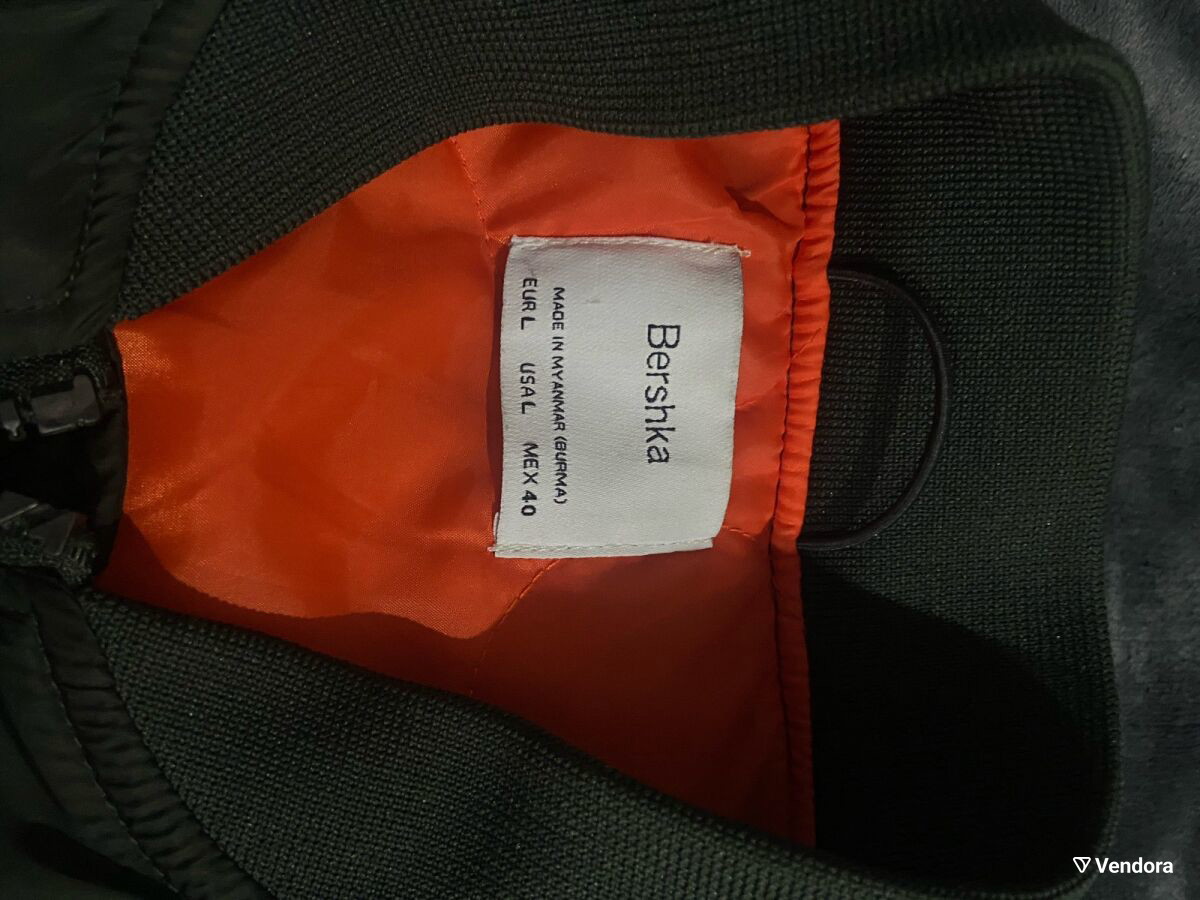 Bershka
MADE IN MYANMAR (BURMA)
EUR L USA L MEX 40
Vendora